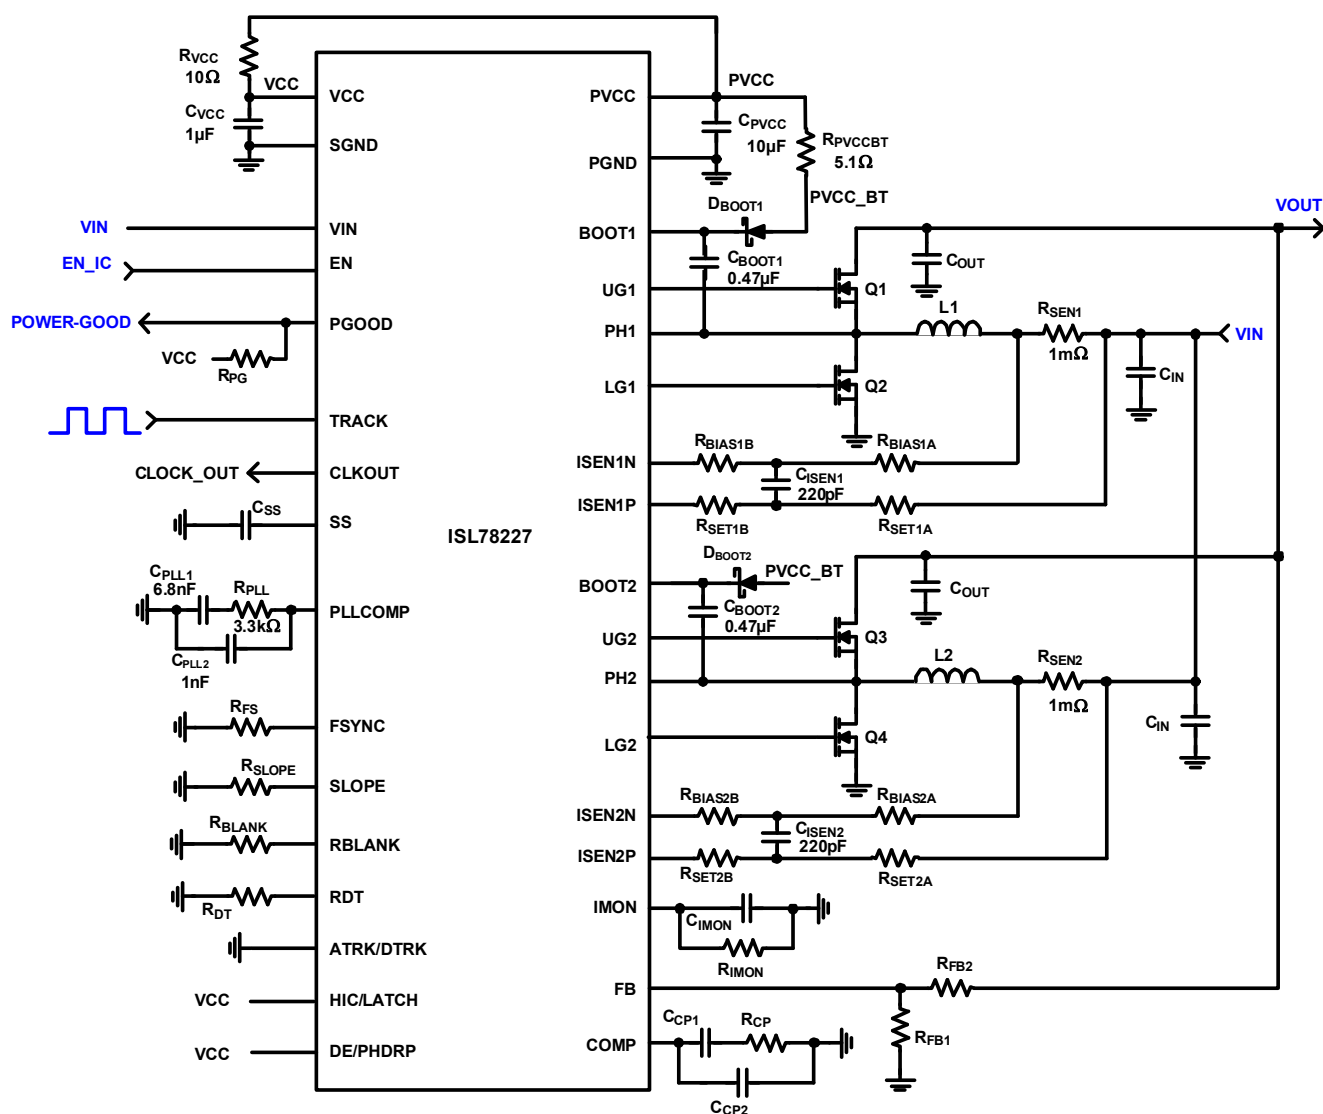 RVCC
10Ω
VCC
CVCC
1µF
VCC
SGND
VIN
VIN
EN_IC
EN
POWER-GOOD
PGOOD
VCC
RPG
TRACK
CLOCK_OUT
CLKOUT
CSS
SS
CPLL1
6.8nF
RPLL
3.3kΩ
PLLCOMP
CPLL2
1nF
RFS
FSYNC
RSLOPE
SLOPE
RBLANK
RBLANK
RDT
RDT
ATRK/DTRK
VCC
HIC/LATCH
VCC
DE/PHDRP
ISL78227
PVCC
PVCC
CPVCC
10µF
RPVCCBT
5.1Ω
PGND
PVCC_BT
DBOOT1
BOOT1
VOUT
CBOOT1
0.47µF
COUT
UG1
Q1
L1
RSEN1
1mΩ
PH1
VIN
CIN
LG1
Q2
RBIAS1B
RBIAS1A
ISEN1N
CISEN1
220pF
ISEN1P
RSET1B
RSET1A
DBOOT2
PVCC_BT
BOOT2
CBOOT2
0.47µF
COUT
UG2
Q3
L2
RSEN2
1mΩ
PH2
CIN
LG2
Q4
RBIAS2B
RBIAS2A
ISEN2N
CISEN2
220pF
ISEN2P
RSET2B
RSET2A
IMON
CIMON
RIMON
FB
RFB2
RFB1
COMP
CCP1
RCP
CCP2